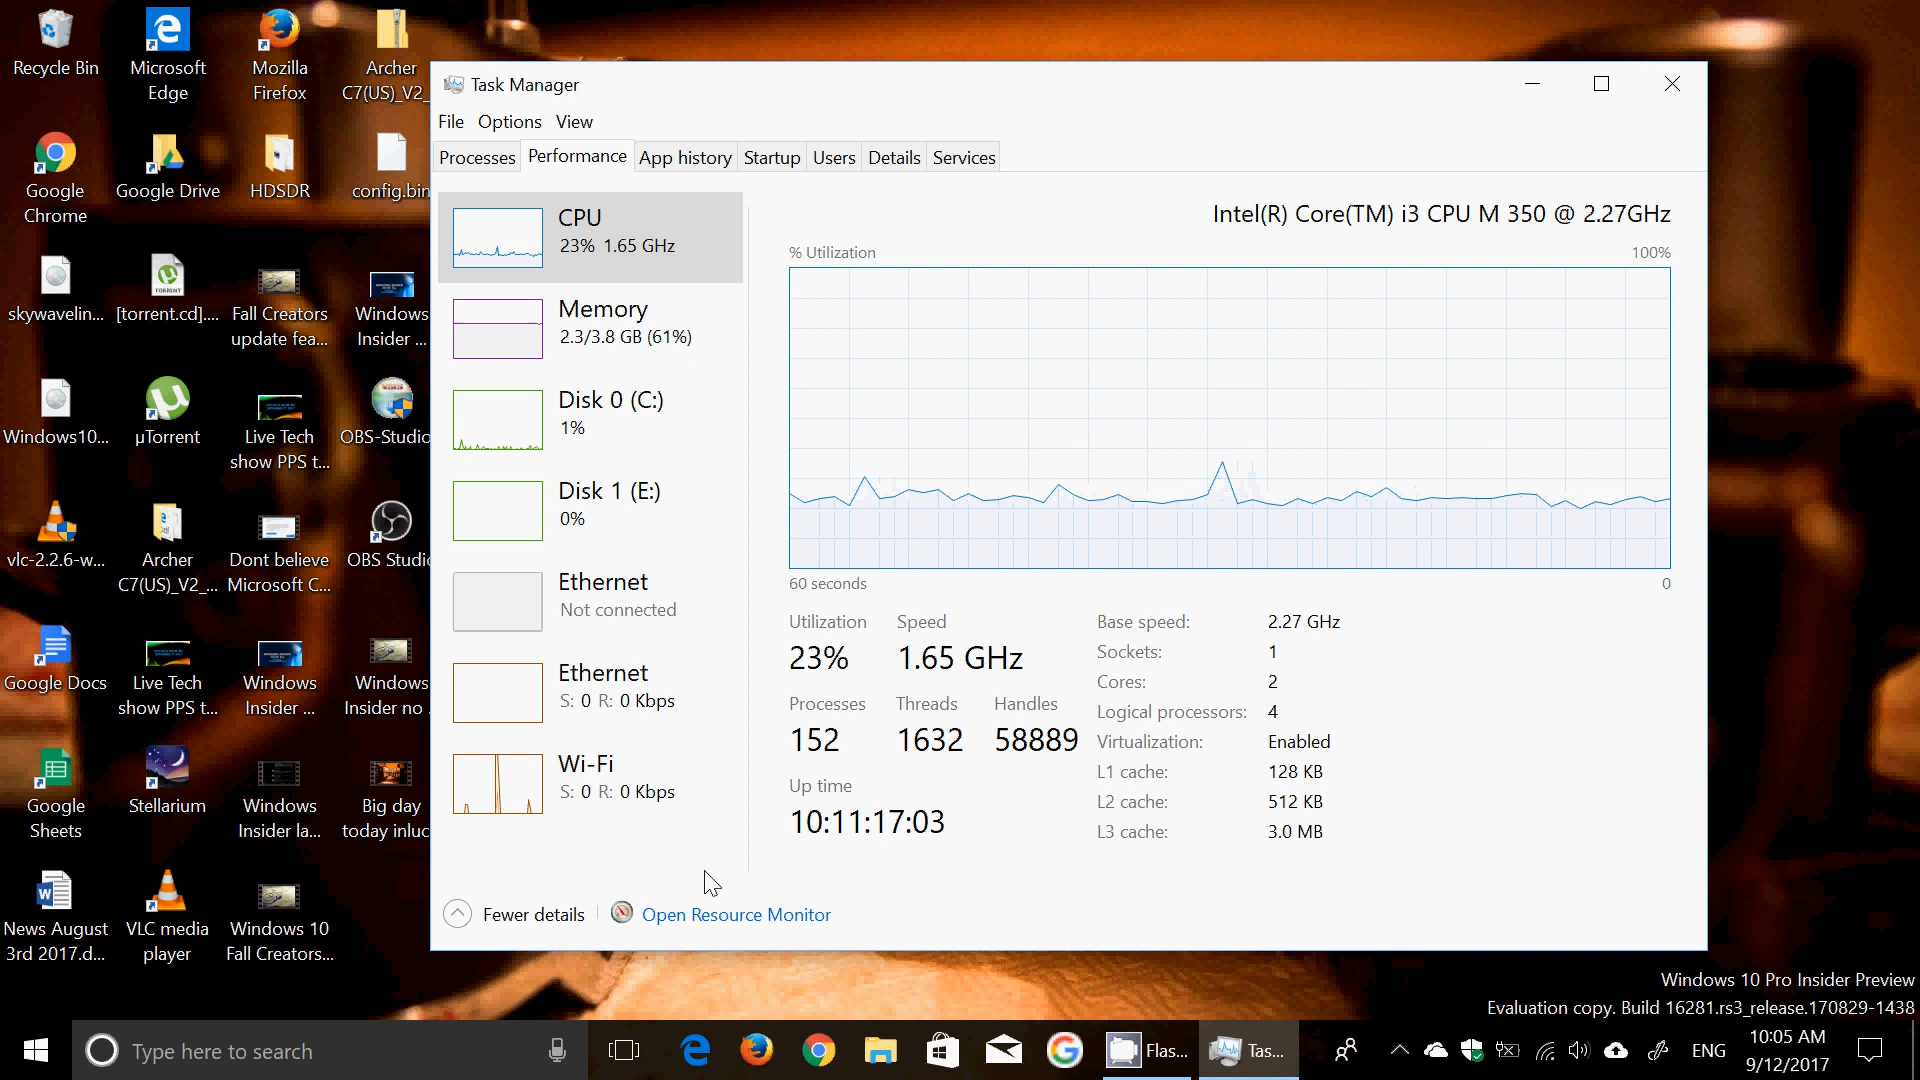 Recycle Bin
Microsoft
Edge
Mozilla
Firefox
Archer
C7(US)_V2_
Google
Chrome
Google Drive
HDSDR
config.bin
skywavelin...
[torrent.cd]....
Fall Creators
update fea...
Windows
Insider ...
Windows10...
µTorrent
Live Tech
show PPS t...
OBS-Studio
vlc-2.2.6-w...
Archer
C7(US)_V2_...
Dont believe
Microsoft C...
OBS Studio
Google Docs
Live Tech
show PPS t...
Windows
Insider ...
Windows
Insider no .
Google
Sheets
Stellarium
Windows
Insider la...
Big day
today inluc
News August
3rd 2017.d...
VLC media
player
Windows 10
Fall Creators...
Task Manager
File Options View
Processes Performance App history Startup Users Details Services
CPU
23% 1.65 GHz
Memory
2.3/3.8 GB (61%)
Disk 0 (C:)
1%
Disk 1 (E:)
0%
Ethernet
Not connected
Ethernet
S: 0 R: 0 Kbps
Wi-Fi
S: 0 R: 0 Kbps
Intel(R) Core(TM) i3 CPU M 350 @ 2.27GHz
% Utilization 100%
60 seconds 0
Utilization Speed
23% 1.65 GHz
Processes Threads Handles
152 1632 58889
Up time
10:11:17:03
Base speed: 2.27 GHz
Sockets: 1
Cores: 2
Logical processors: 4
Virtualization: Enabled
L1 cache: 128 KB
L2 cache: 512 KB
L3 cache: 3.0 MB
Fewer details Open Resource Monitor
Windows 10 Pro Insider Preview
Evaluation copy. Build 16281.rs3_release.170829-1438
Type here to search
Flas...
Tas...
ENG
10:05 AM
9/12/2017